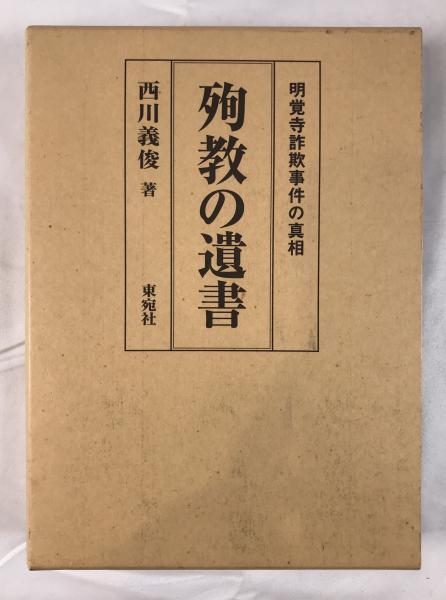 明覚寺詐欺事件の真相
殉教の遺書
西川義俊 著
東宛社